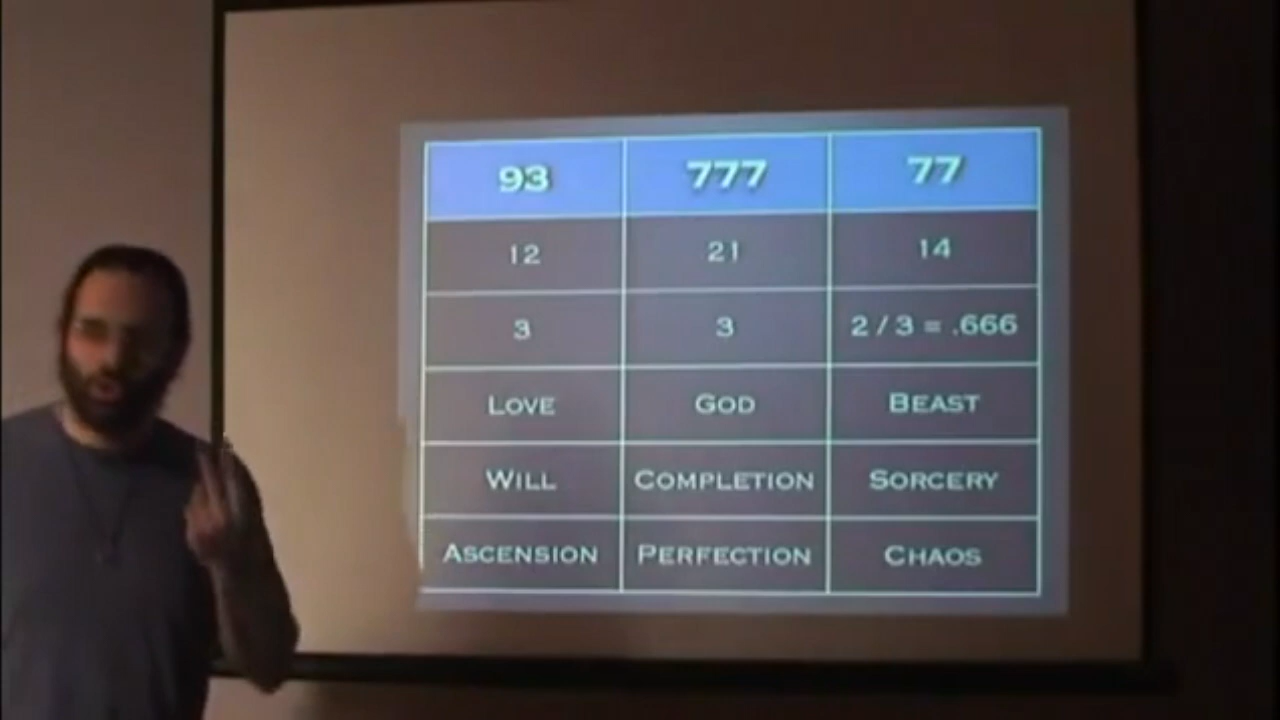 93 777 77
12 21 14
3 3 2 / 3 = .666
LOVE GOD BEAST
WILL COMPLETION SORCERY
ASCENSION PERFECTION CHAOS